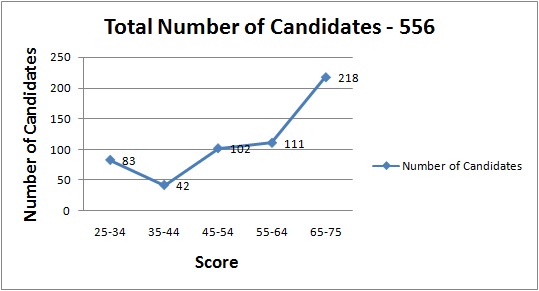 Total Number of Candidates - 556
Number of Candidates
250
200
150
100
50
0
83
42
102
111
218
25-34 35-44 45-54 55-64 65-75
Score
Number of Candidates